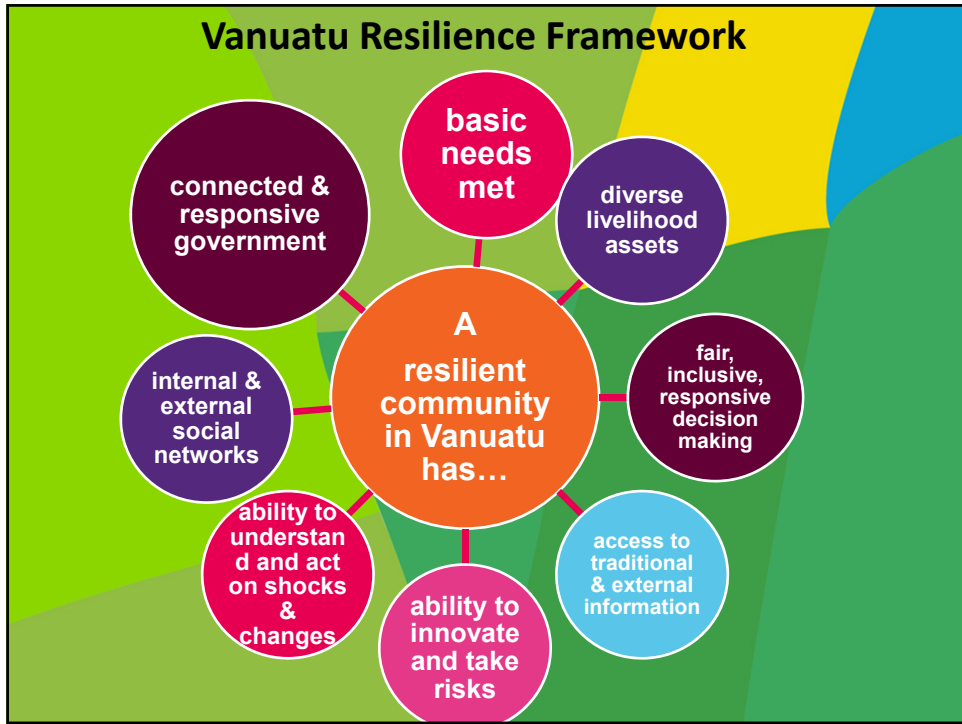 Vanuatu Resilience Framework
basic
needs
met
connected &
responsive
government
diverse
livelihood
assets
A
resilient
community
in Vanuatu
has…
fair,
inclusive,
responsive
decision
making
internal &
external
social
networks
ability to
understan
d and act
on shocks
&
changes
access to
traditional
& external
information
ability to
innovate
and take
risks